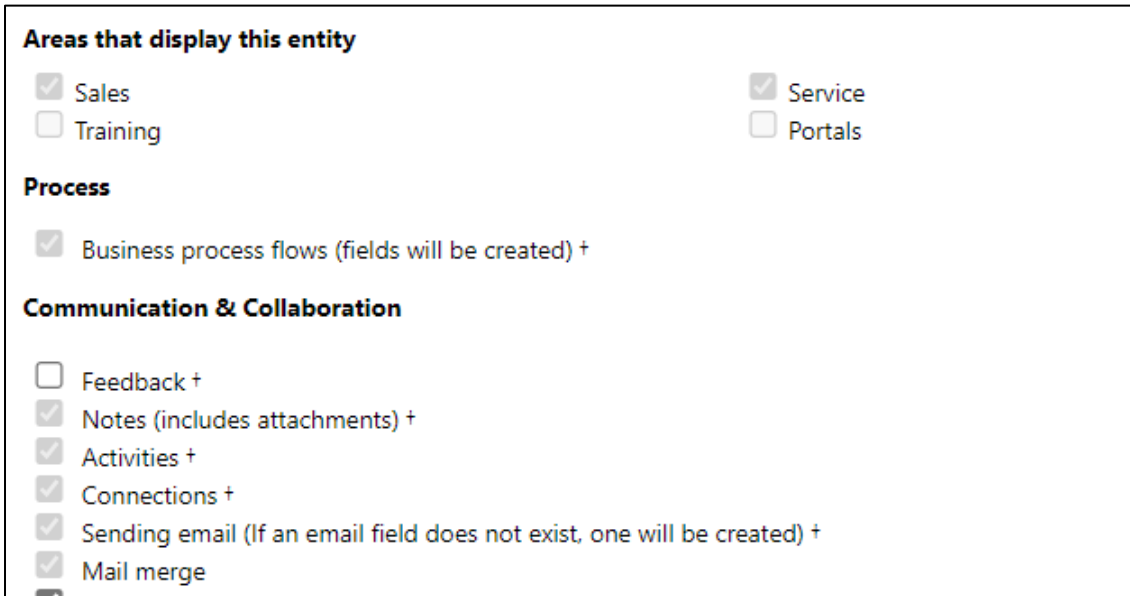 Areas that display this entity
Sales
Service
Training
Portals
Process
Business process flows (fields will be created) †
Communication & Collaboration
Feedback †
Notes (includes attachments) †
Activities †
Connections †
Sending email (If an email field does not exist, one will be created) †
Mail merge